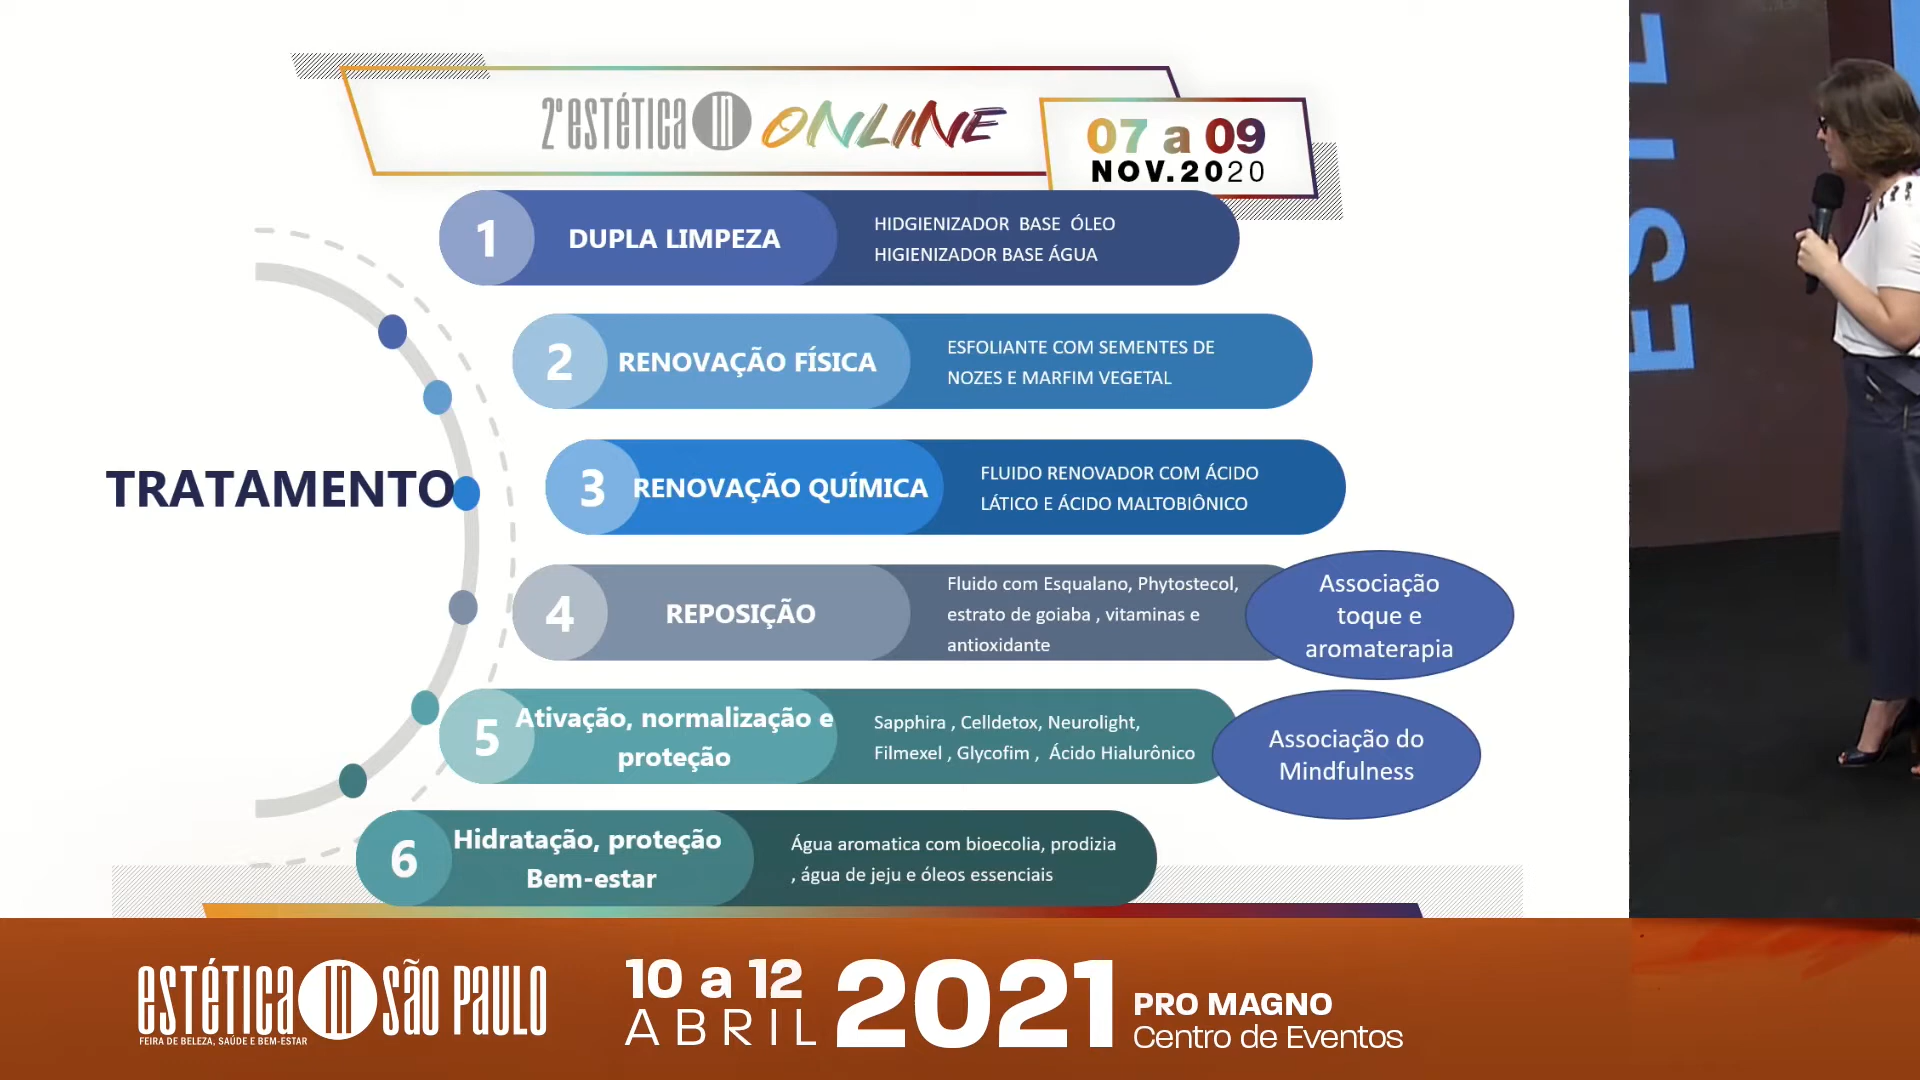 2ª estética in ONLINE
07 a 09
NOV.2020
1
DUPLA LIMPEZA
HIDGIENIZADOR BASE ÓLEO
HIGIENIZADOR BASE ÁGUA
2
RENOVAÇÃO FÍSICA
ESFOLIANTE COM SEMENTES DE
NOZES E MARFIM VEGETAL
TRATAMENTO
3
RENOVAÇÃO QUÍMICA
FLUIDO RENOVADOR COM ÁCIDO
LÁTICO E ÁCIDO MALTOBIÔNICO
4
REPOSIÇÃO
Fluido com Esqualano, Phytostecol,
estrato de goiaba , vitaminas e
antioxidante
Associação
toque e
aromaterapia
5
Ativação, normalização e
proteção
Sapphira , Celldetox, Neurolight,
Filmexel , Glycofim , Ácido Hialurônico
Associação do
Mindfulness
6
Hidratação, proteção
Bem-estar
Água aromatica com bioecolia, prodizia
, água de jeju e óleos essenciais
ESTÉ
estética in são paulo
FEIRA DE BELEZA, SAÚDE E BEM-ESTAR
10 a 12
ABRIL
2021
PRO MAGNO
Centro de Eventos